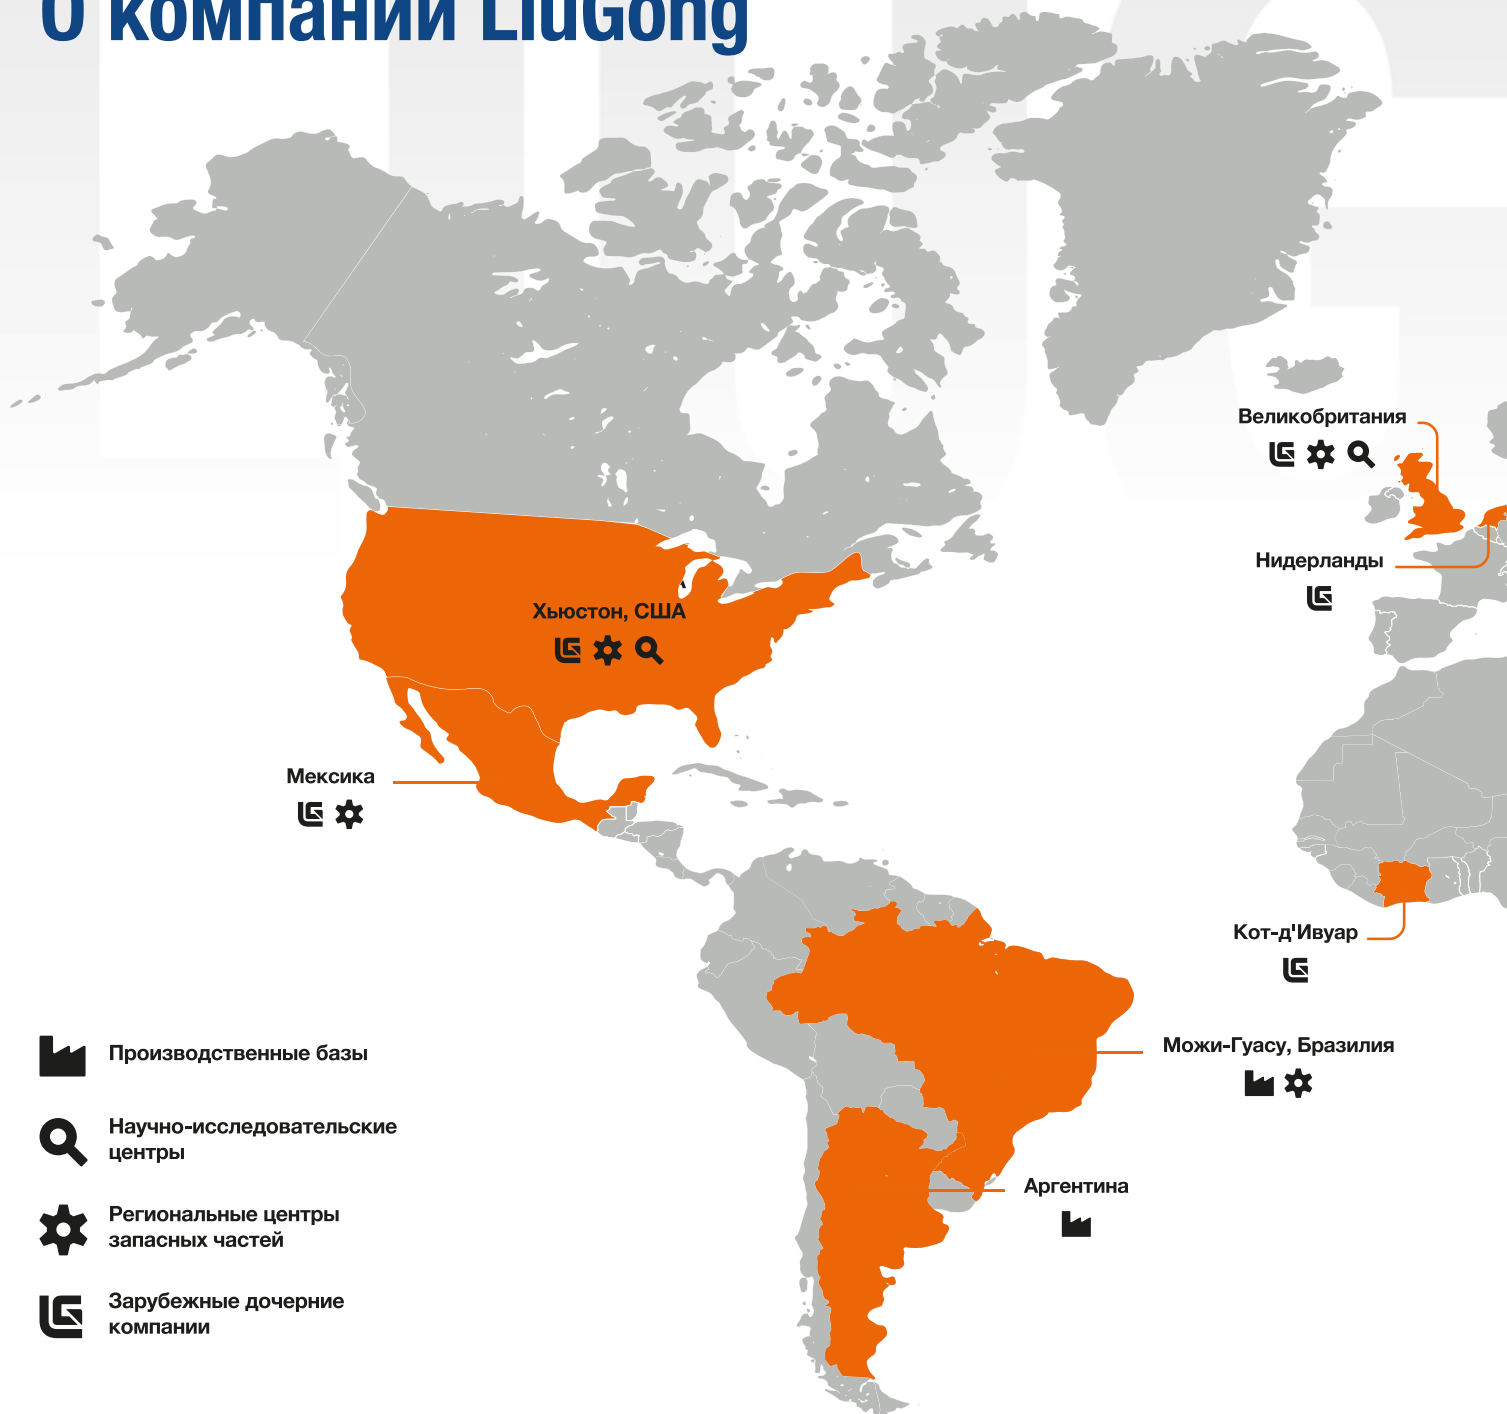 О компании LiuGong
Великобритания
Нидерланды
Хьюстон, США
Мексика
Кот-д'Ивуар
Можи-Гуасу, Бразилия
Аргентина
Производственные базы
Научно-исследовательские
центры
Региональные центры
запасных частей
Зарубежные дочерние
компании